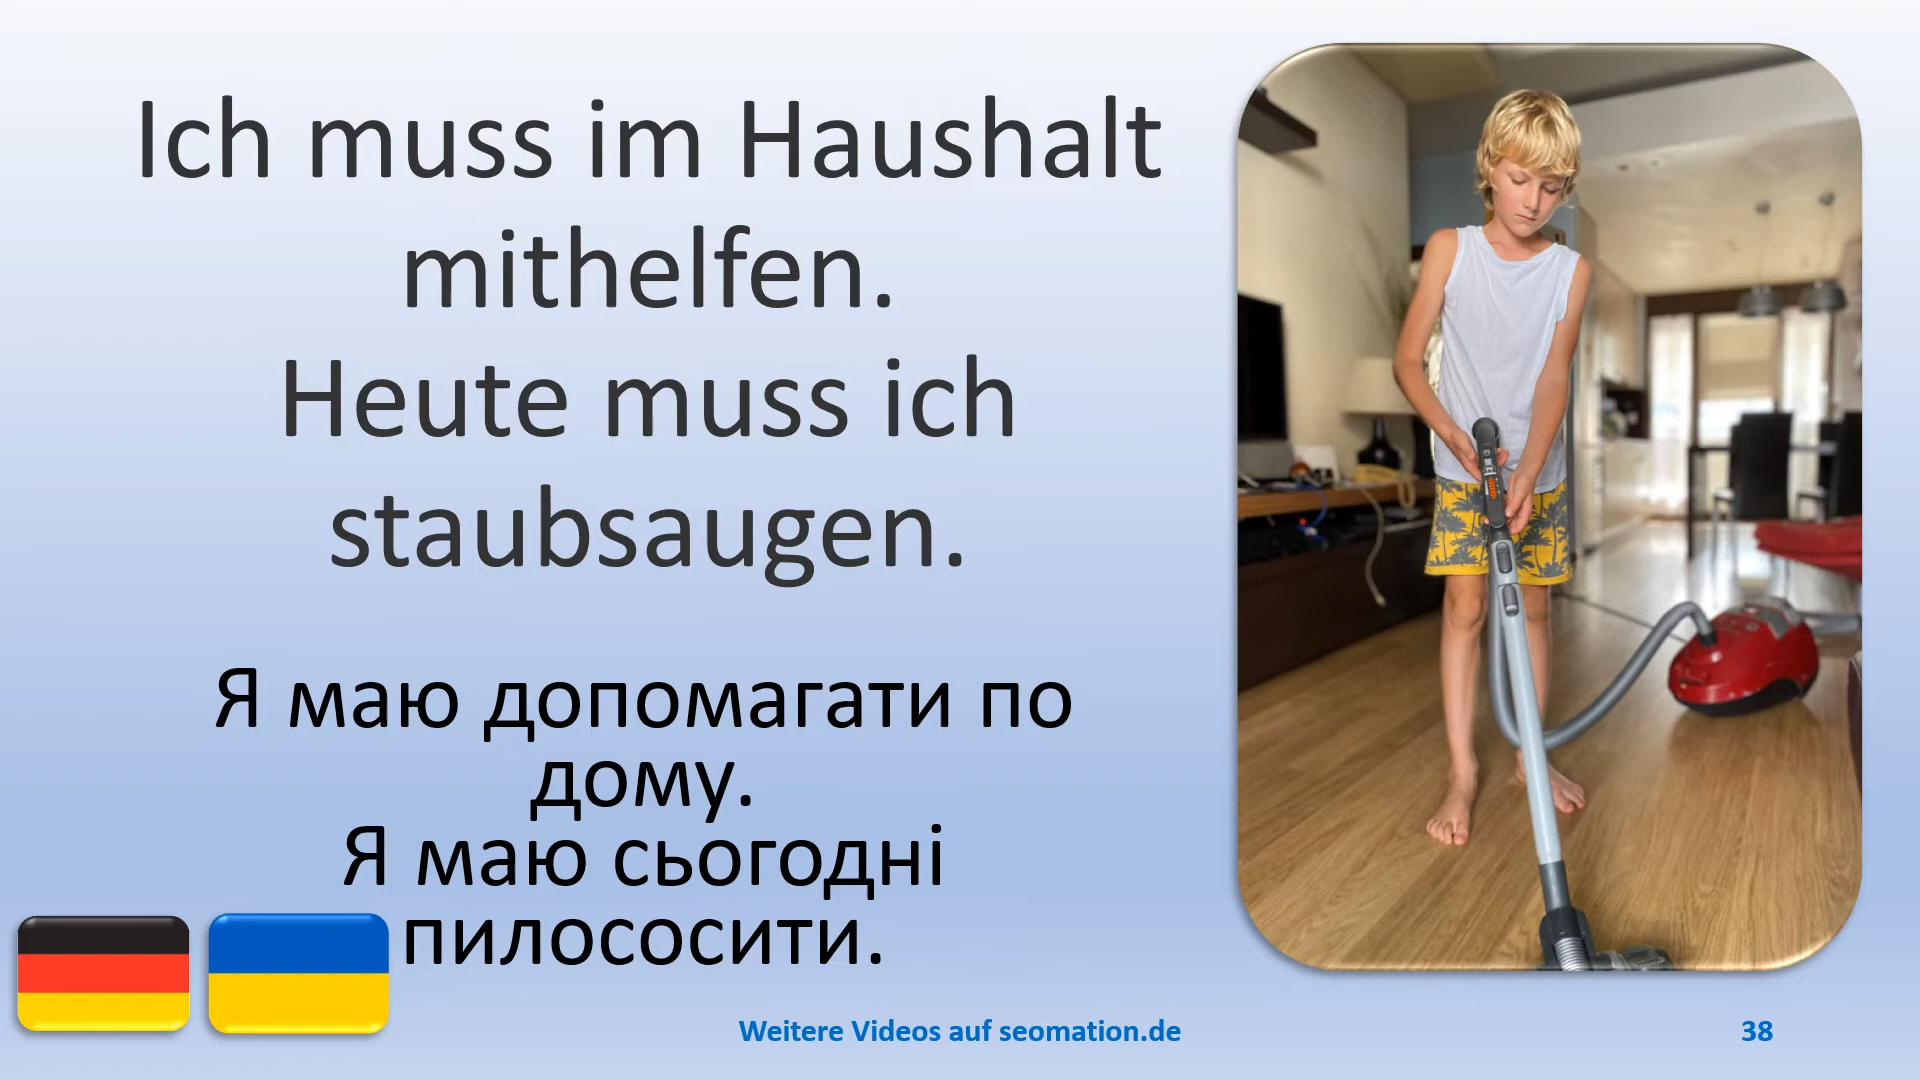 Ich muss im Haushalt
mithelfen.
Heute muss ich
staubsaugen.
Я маю допомагати по
дому.
Я маю сьогодні
пилососити.
Weitere Videos auf seomation.de
38